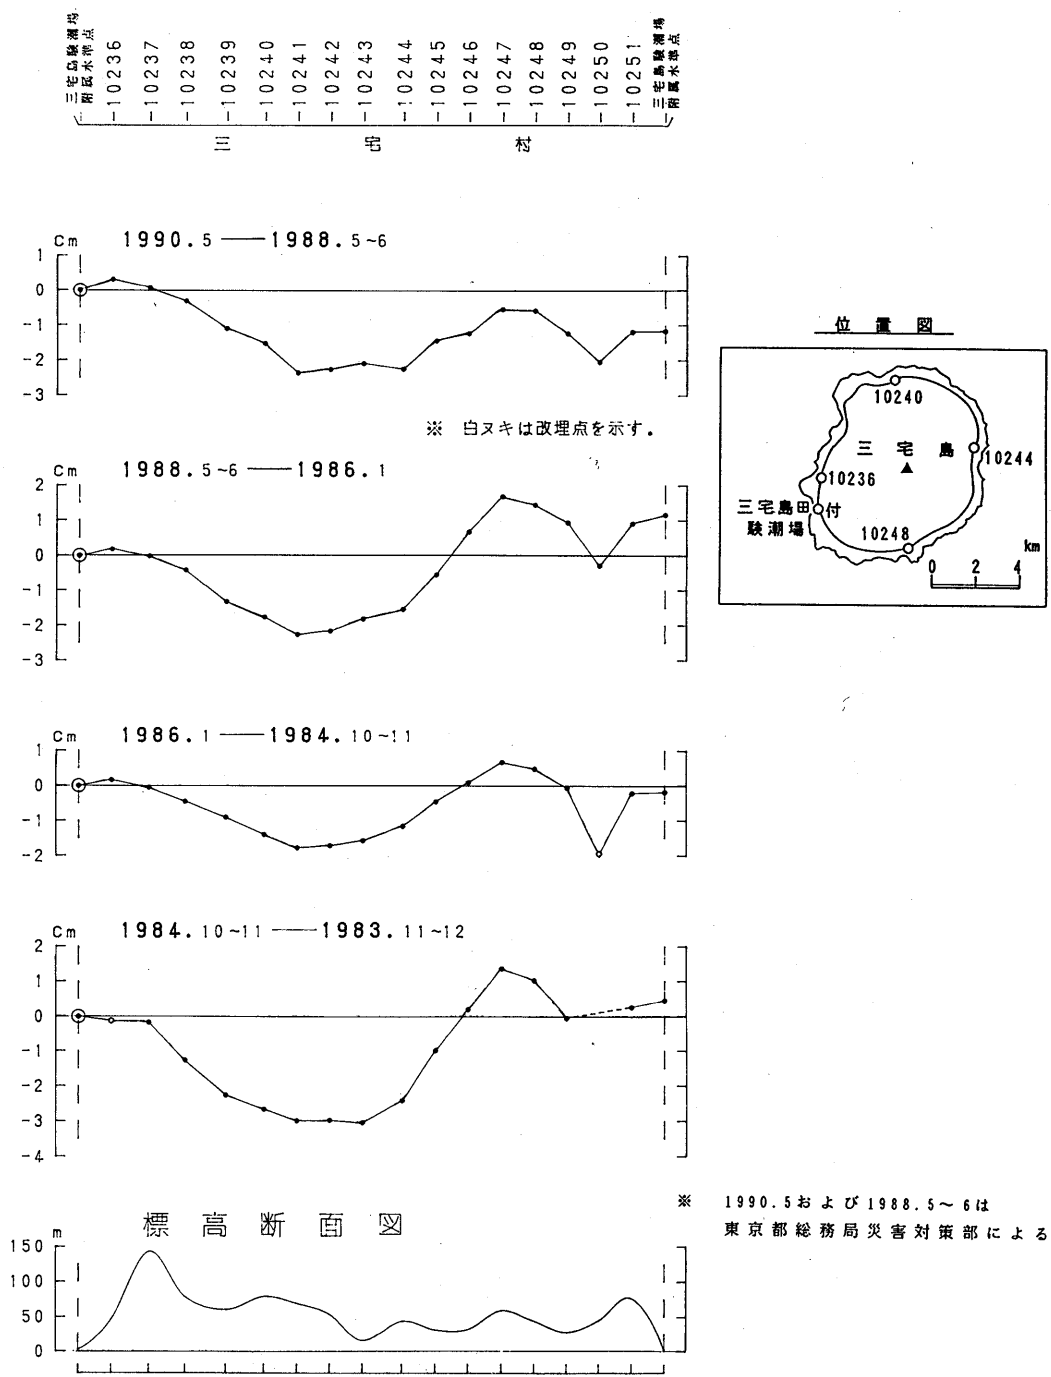 三宅島験潮場
附属水準点
10236
10237
10238
10239
10240
10241
10242
10243
10244
10245
10246
10247
10248
10249
10250
10251
三宅島験潮場
附属水準点
三 宅 村
Cm 1990.5 — 1988.5~6
1
0
-1
-2
-3
※ 白ヌキは改埋点を示す.
Cm 1988.5~6 — 1986.1
2
1
0
-1
-2
-3
Cm 1986.1 — 1984.10~11
1
0
-1
-2
Cm 1984.10~11 — 1983.11~12
2
1
0
-1
-2
-3
-4
標 高 断 面 図
m
150
100
50
0
位 置 図
10240
三 宅 島
10244
10236
三宅島田付
験潮場
10248
km
0 2 4
※ 1990.5および1988.5~6は
東京都総務局災害対策部による